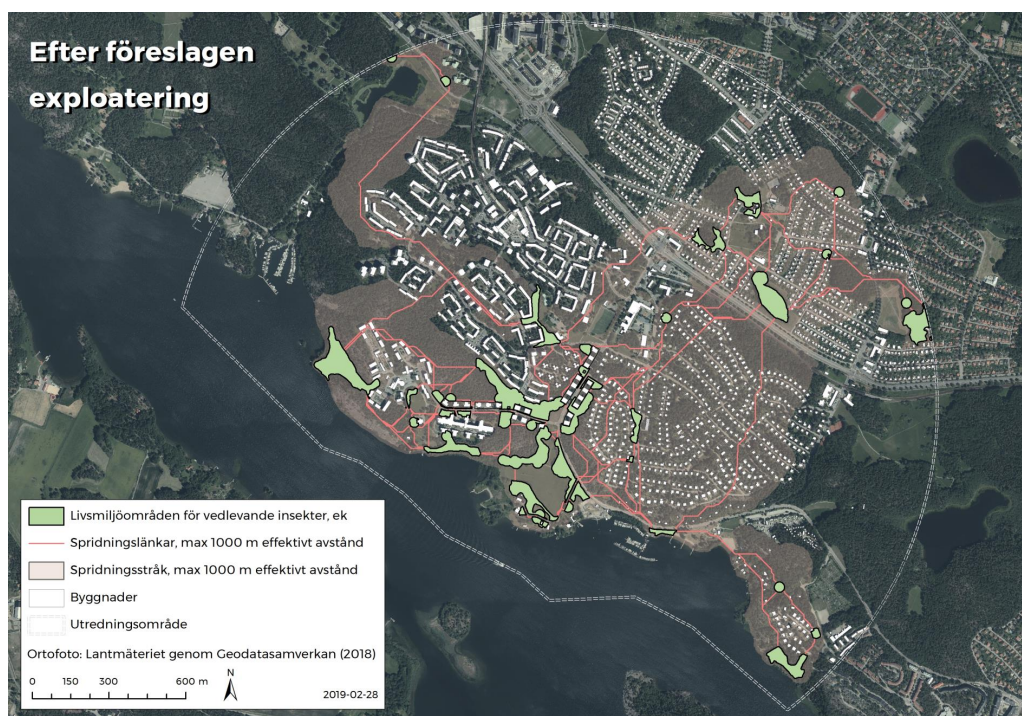 Efter föreslagen
exploatering
Livsmiljöområden för vedlevande insekter, ek
Spridningslänkar, max 1000 m effektivt avstånd
Spridningsstråk, max 1000 m effektivt avstånd
Byggnader
Utredningsområde
Ortofoto: Lantmäteriet genom Geodatasamverkan (2018)
0 150 300 600 m
N
2019-02-28